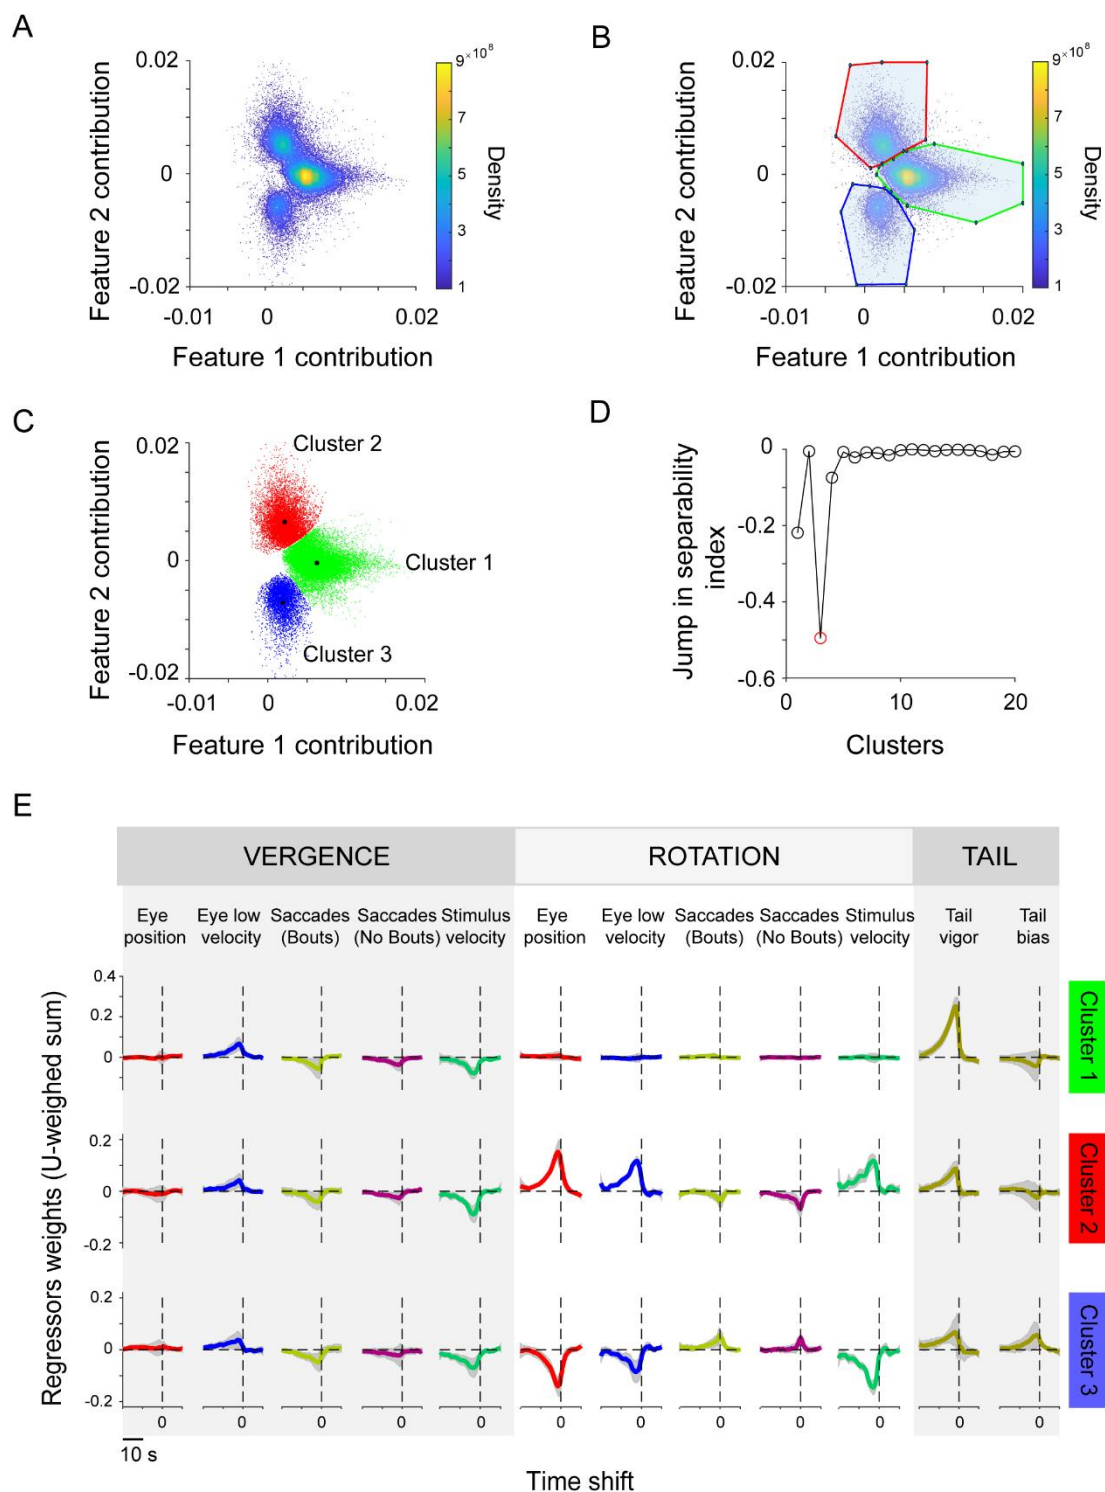 A
0.02
0
-0.02
-0.01
0
0.02
Feature 2 contribution
Feature 1 contribution
9×10⁸
7
5
3
1
Density
B
0.02
0
-0.02
-0.01
0
0.02
Feature 2 contribution
Feature 1 contribution
9×10⁸
7
5
3
1
Density
C
0.02
0
-0.02
-0.01
0
0.02
Feature 2 contribution
Feature 1 contribution
Cluster 2
Cluster 1
Cluster 3
D
0
-0.2
-0.4
-0.6
0
10
20
Jump in separability
index
Clusters
E
VERGENCE
ROTATION
TAIL
Eye
position
Eye low
velocity
Saccades
(Bouts)
Saccades
(No Bouts)
Stimulus
velocity
Eye
position
Eye low
velocity
Saccades
(Bouts)
Saccades
(No Bouts)
Stimulus
velocity
Tail
vigor
Tail
bias
Regressors weights (U-weighed sum)
0.4
0.2
0
Cluster 1
0.2
0
-0.2
Cluster 2
0.2
0
-0.2
Cluster 3
0 0 0 0 0 0 0 0 0 0 0 0
10 s
Time shift